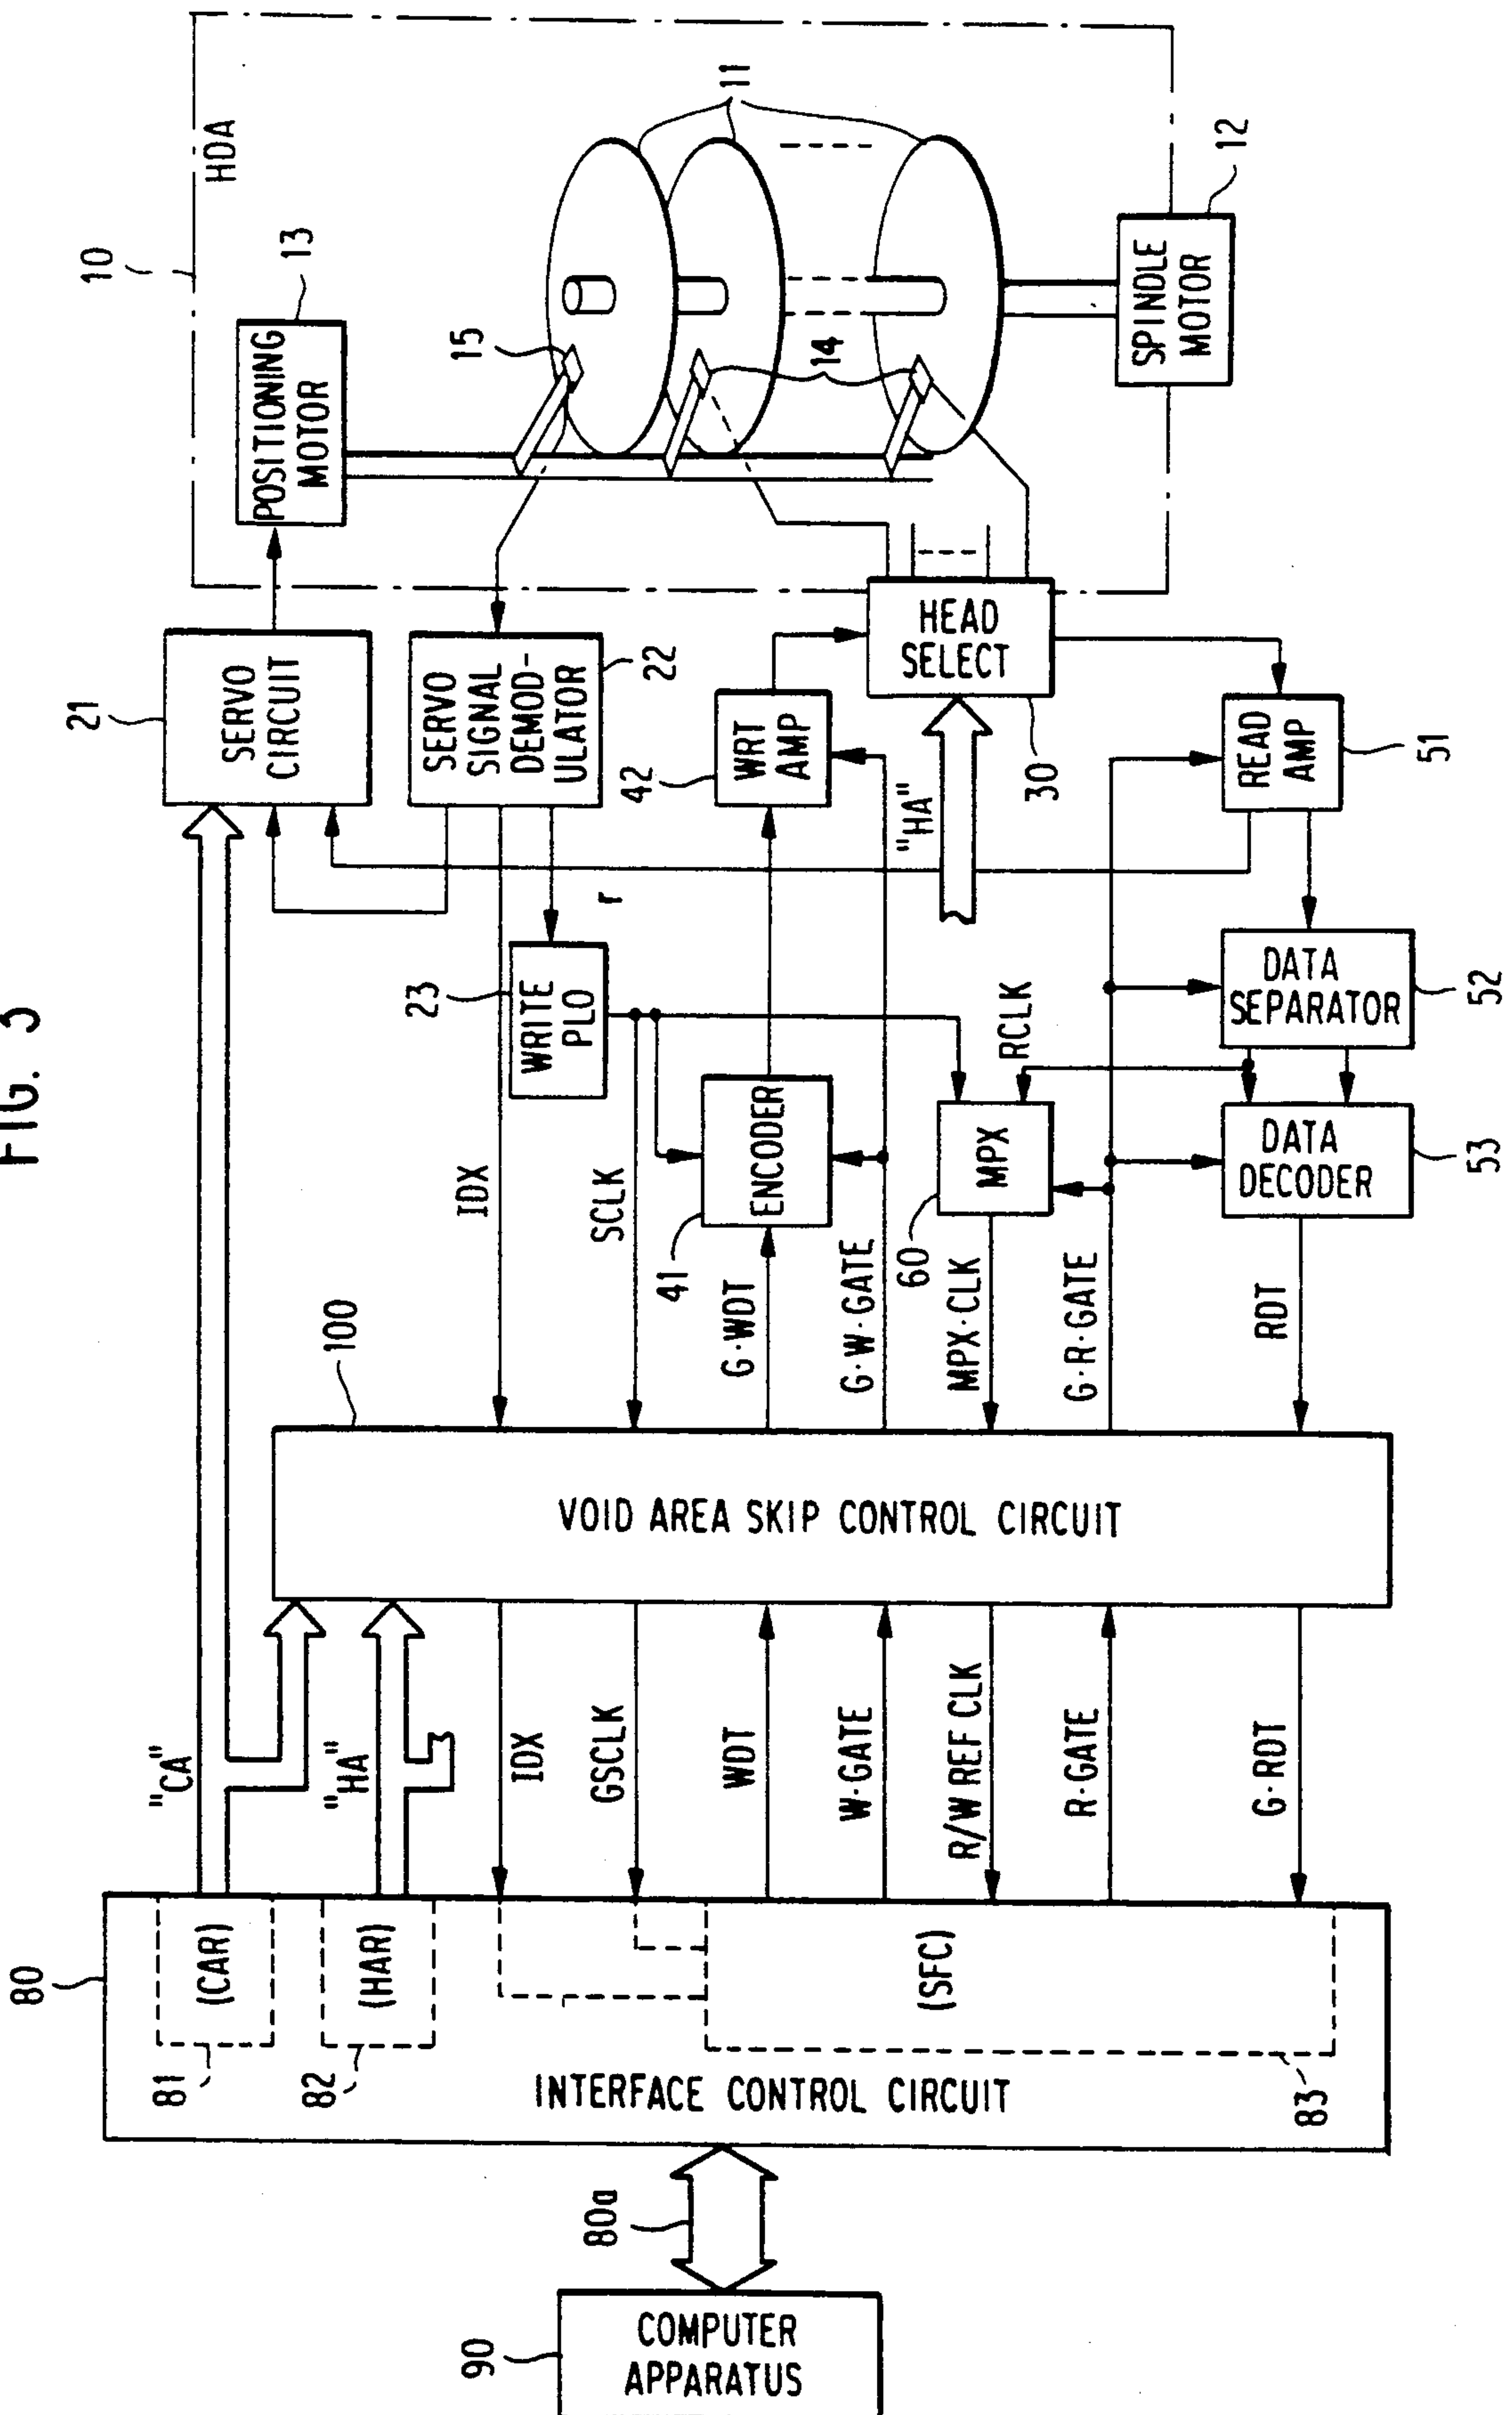 FIG. 3
10
HDA
11
12
SPINDLE
MOTOR
13
POSITIONING
MOTOR
15
14
21
SERVO
CIRCUIT
SERVO
SIGNAL
DEMOD-
ULATOR
22
r
23
WRITE
PLO
42
WRT
AMP
HEAD
SELECT
30
"HA"
READ
AMP
51
DATA
SEPARATOR
52
RCLK
DATA
DECODER
53
MPX
60
ENCODER
41
IDX
SCLK
G·WDT
G·W·GATE
MPX·CLK
G·R·GATE
RDT
100
VOID AREA SKIP CONTROL CIRCUIT
"CA"
"HA"
IDX
GSCLK
WDT
W·GATE
R/W REF CLK
R·GATE
G·RDT
80
(CAR)
81
(HAR)
82
(SFC)
83
INTERFACE CONTROL CIRCUIT
80a
90
COMPUTER
APPARATUS